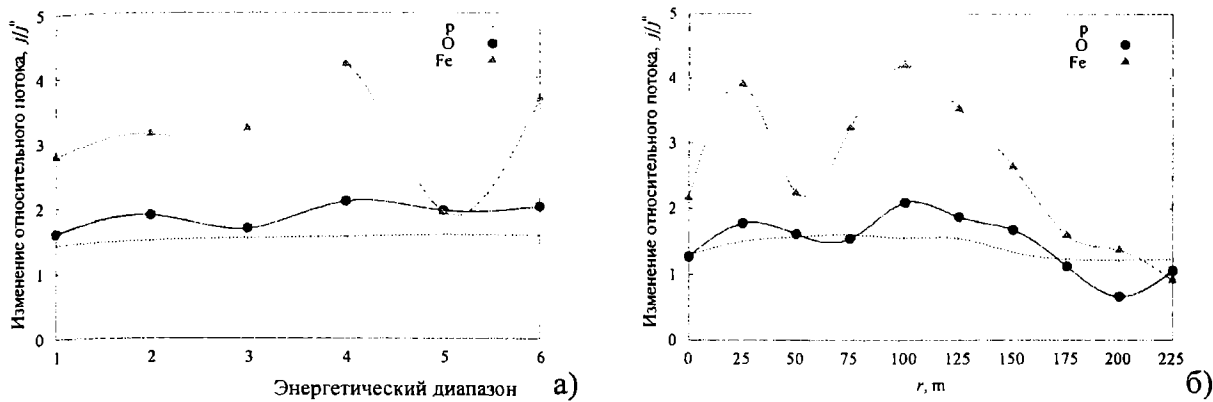 Изменение относительного потока, j/j"
5
4
3
2
1
0
p
O
Fe
1 2 3 4 5 6
Энергетический диапазон
а)
Изменение относительного потока, j/j"
5
4
3
2
1
0
p
O
Fe
0 25 50 75 100 125 150 175 200 225
r, m
б)